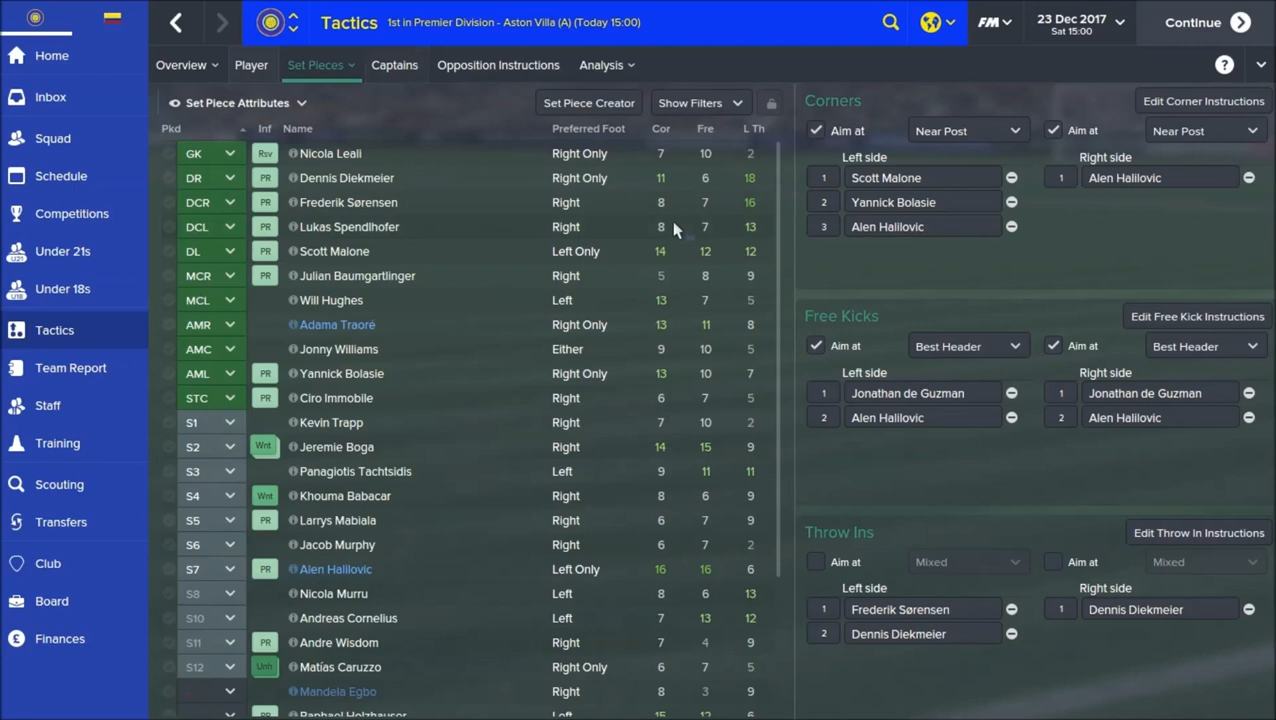 Tactics 1st in Premier Division - Aston Villa (A) (Today 15:00)
FM
23 Dec 2017
Sat 15:00
Continue
Home
Inbox
Squad
Schedule
Competitions
U21
Under 21s
U18
Under 18s
Tactics
Team Report
Staff
Training
Scouting
Transfers
Club
Board
£ Finances
Overview Player Set Pieces Captains Opposition Instructions Analysis ?
Set Piece Attributes Set Piece Creator Show Filters
Pkd Inf Name Preferred Foot Cor Fre L Th
GK Rsv Nicola Leali Right Only 7 10 2
DR PR Dennis Diekmeier Right Only 11 6 18
DCR PR Frederik Sørensen Right 8 7 16
DCL PR Lukas Spendlhofer Right 8 7 13
DL PR Scott Malone Left Only 14 12 12
MCR PR Julian Baumgartlinger Right 5 8 9
MCL Will Hughes Left 13 7 5
AMR Adama Traoré Right Only 13 11 8
AMC Jonny Williams Either 9 10 5
AML PR Yannick Bolasie Right Only 13 10 7
STC PR Ciro Immobile Right 6 7 5
S1 Kevin Trapp Right 7 10 2
S2 Wnt Jeremie Boga Right 14 15 9
S3 Panagiotis Tachtsidis Left 9 11 11
S4 Wnt Khouma Babacar Right 8 6 9
S5 PR Larrys Mabiala Right 6 7 9
S6 Jacob Murphy Right 6 7 2
S7 PR Alen Halilovic Left Only 16 16 6
S8 Nicola Murru Left 8 6 13
S10 Andreas Cornelius Left 7 13 12
S11 PR Andre Wisdom Right 7 4 9
S12 Unh Matías Caruzzo Right Only 6 7 5
- Mandela Egbo Right 8 3 9
PR Raphael Holzhauser Left 15 12 6
Corners Edit Corner Instructions
Aim at Near Post Aim at Near Post
Left side Right side
1 Scott Malone 1 Alen Halilovic
2 Yannick Bolasie
3 Alen Halilovic
Free Kicks Edit Free Kick Instructions
Aim at Best Header Aim at Best Header
Left side Right side
1 Jonathan de Guzman 1 Jonathan de Guzman
2 Alen Halilovic 2 Alen Halilovic
Throw Ins Edit Throw In Instructions
Aim at Mixed Aim at Mixed
Left side Right side
1 Frederik Sørensen 1 Dennis Diekmeier
2 Dennis Diekmeier